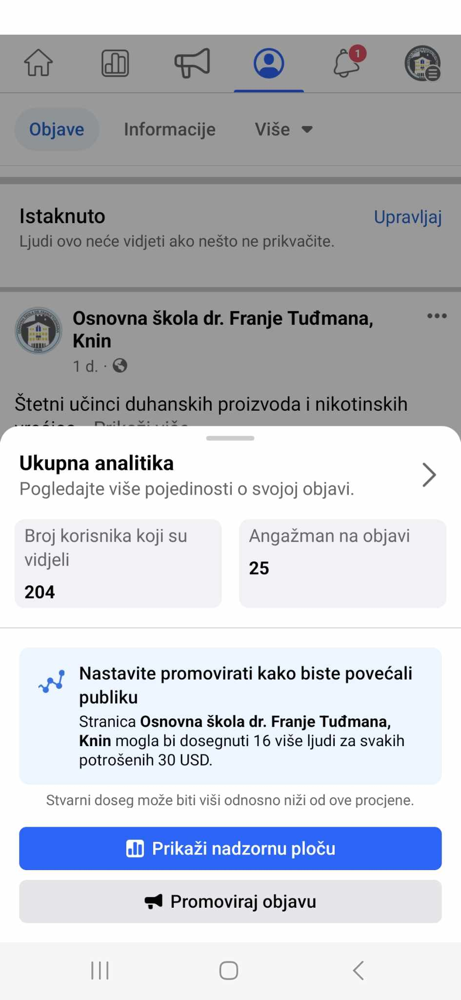 1
Objave
Informacije
Više
Istaknuto
Upravljaj
Ljudi ovo neće vidjeti ako nešto ne prikvačite.
Osnovna škola dr. Franje Tuđmana,
Knin
1 d. ·
Štetni učinci duhanskih proizvoda i nikotinskih
Ukupna analitika
Pogledajte više pojedinosti o svojoj objavi.
Broj korisnika koji su
vidjeli
204
Angažman na objavi
25
Nastavite promovirati kako biste povećali
publiku
Stranica Osnovna škola dr. Franje Tuđmana,
Knin mogla bi dosegnuti 16 više ljudi za svakih
potrošenih 30 USD.
Stvarni doseg može biti viši odnosno niži od ove procjene.
Prikaži nadzornu ploču
Promoviraj objavu